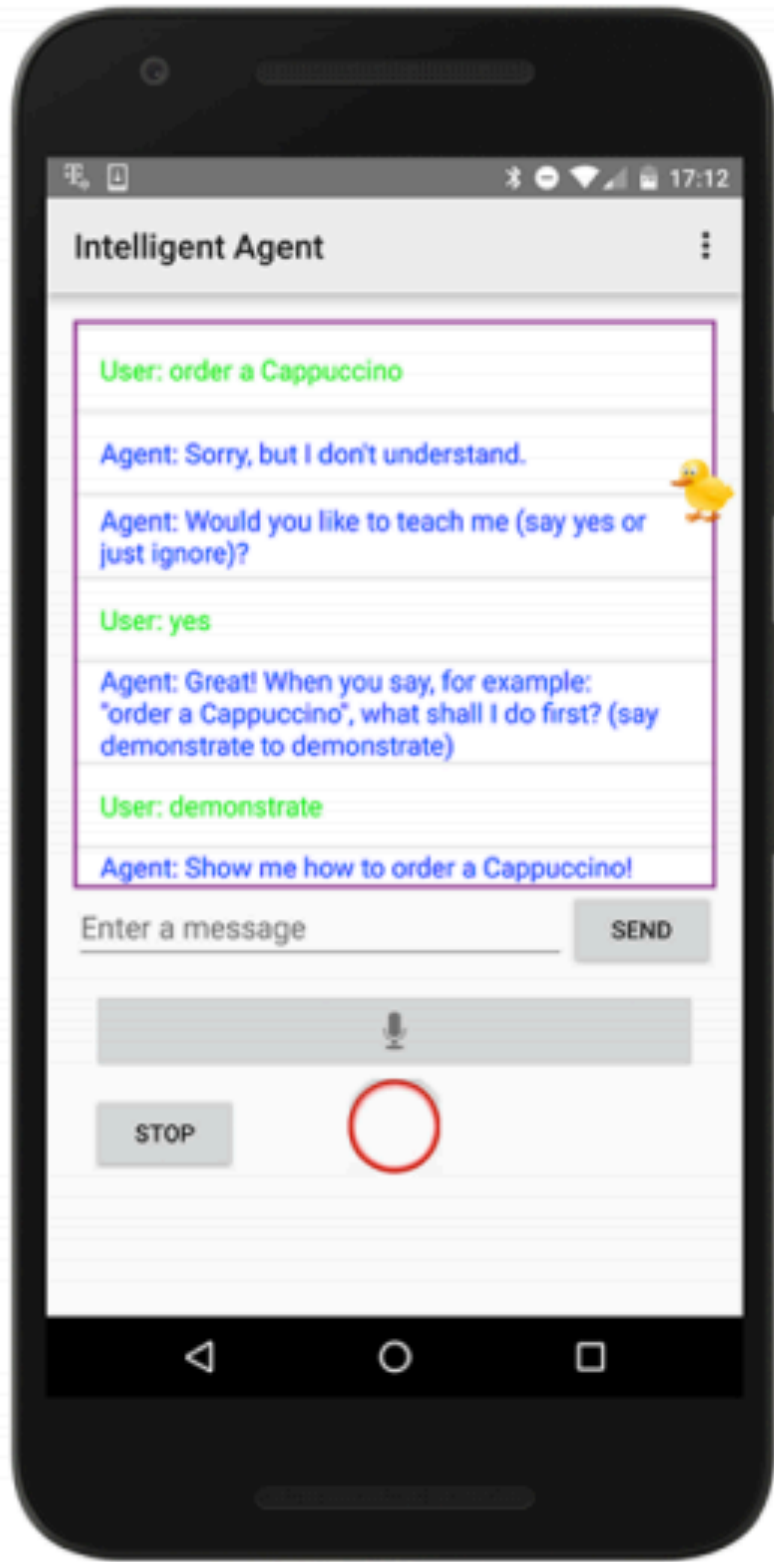 17:12
Intelligent Agent
User: order a Cappuccino
Agent: Sorry, but I don't understand.
Agent: Would you like to teach me (say yes or
just ignore)?
User: yes
Agent: Great! When you say, for example:
"order a Cappuccino", what shall I do first? (say
demonstrate to demonstrate)
User: demonstrate
Agent: Show me how to order a Cappuccino!
Enter a message
SEND
STOP